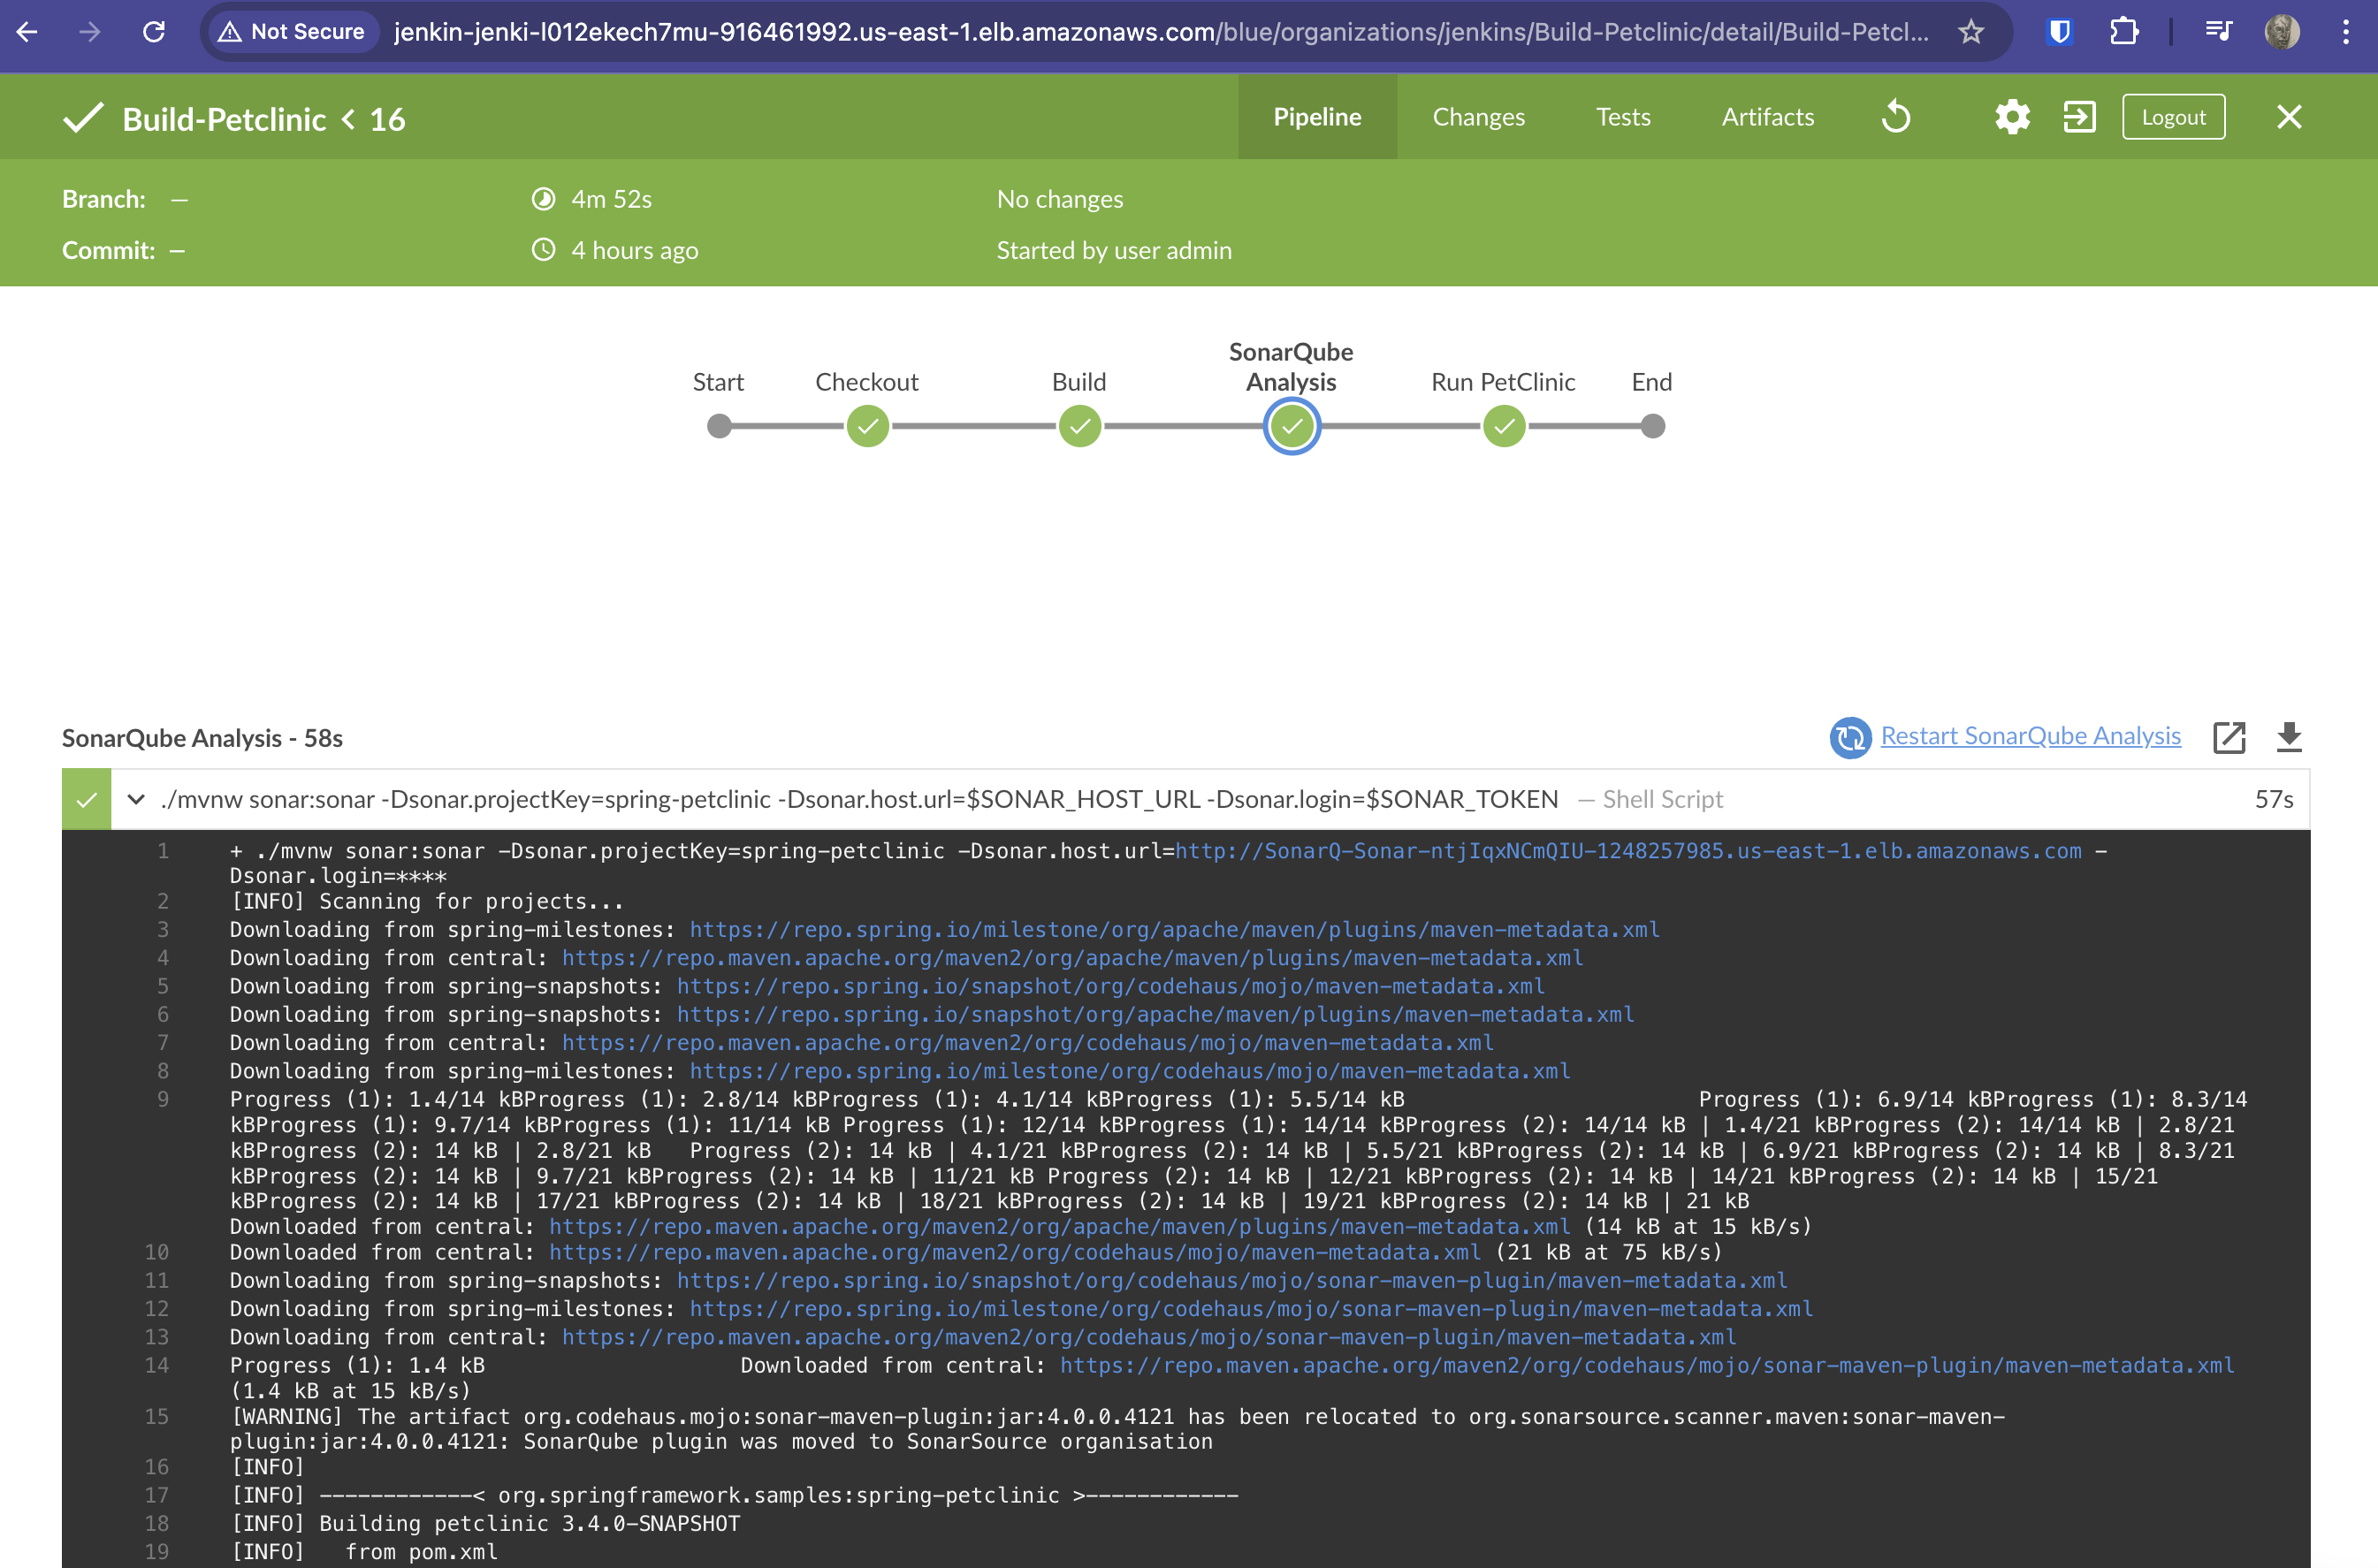 Not Secure jenkin-jenki-l012ekech7mu-916461992.us-east-1.elb.amazonaws.com/blue/organizations/jenkins/Build-Petclinic/detail/Build-Petcl...
Build-Petclinic < 16
Pipeline Changes Tests Artifacts Logout
Branch: — 4m 52s No changes
Commit: — 4 hours ago Started by user admin
SonarQube
Start Checkout Build Analysis Run PetClinic End
SonarQube Analysis - 58s Restart SonarQube Analysis
./mvnw sonar:sonar -Dsonar.projectKey=spring-petclinic -Dsonar.host.url=$SONAR_HOST_URL -Dsonar.login=$SONAR_TOKEN — Shell Script 57s
1 + ./mvnw sonar:sonar -Dsonar.projectKey=spring-petclinic -Dsonar.host.url=http://SonarQ-Sonar-ntjIqxNCmQIU-1248257985.us-east-1.elb.amazonaws.com -
Dsonar.login=****
2 [INFO] Scanning for projects...
3 Downloading from spring-milestones: https://repo.spring.io/milestone/org/apache/maven/plugins/maven-metadata.xml
4 Downloading from central: https://repo.maven.apache.org/maven2/org/apache/maven/plugins/maven-metadata.xml
5 Downloading from spring-snapshots: https://repo.spring.io/snapshot/org/codehaus/mojo/maven-metadata.xml
6 Downloading from spring-snapshots: https://repo.spring.io/snapshot/org/apache/maven/plugins/maven-metadata.xml
7 Downloading from central: https://repo.maven.apache.org/maven2/org/codehaus/mojo/maven-metadata.xml
8 Downloading from spring-milestones: https://repo.spring.io/milestone/org/codehaus/mojo/maven-metadata.xml
9 Progress (1): 1.4/14 kBProgress (1): 2.8/14 kBProgress (1): 4.1/14 kBProgress (1): 5.5/14 kB Progress (1): 6.9/14 kBProgress (1): 8.3/14
kBProgress (1): 9.7/14 kBProgress (1): 11/14 kB Progress (1): 12/14 kBProgress (1): 14/14 kBProgress (2): 14/14 kB | 1.4/21 kBProgress (2): 14/14 kB | 2.8/21
kBProgress (2): 14 kB | 2.8/21 kB Progress (2): 14 kB | 4.1/21 kBProgress (2): 14 kB | 5.5/21 kBProgress (2): 14 kB | 6.9/21 kBProgress (2): 14 kB | 8.3/21
kBProgress (2): 14 kB | 9.7/21 kBProgress (2): 14 kB | 11/21 kB Progress (2): 14 kB | 12/21 kBProgress (2): 14 kB | 14/21 kBProgress (2): 14 kB | 15/21
kBProgress (2): 14 kB | 17/21 kBProgress (2): 14 kB | 18/21 kBProgress (2): 14 kB | 19/21 kBProgress (2): 14 kB | 21 kB
Downloaded from central: https://repo.maven.apache.org/maven2/org/apache/maven/plugins/maven-metadata.xml (14 kB at 15 kB/s)
10 Downloaded from central: https://repo.maven.apache.org/maven2/org/codehaus/mojo/maven-metadata.xml (21 kB at 75 kB/s)
11 Downloading from spring-snapshots: https://repo.spring.io/snapshot/org/codehaus/mojo/sonar-maven-plugin/maven-metadata.xml
12 Downloading from spring-milestones: https://repo.spring.io/milestone/org/codehaus/mojo/sonar-maven-plugin/maven-metadata.xml
13 Downloading from central: https://repo.maven.apache.org/maven2/org/codehaus/mojo/sonar-maven-plugin/maven-metadata.xml
14 Progress (1): 1.4 kB Downloaded from central: https://repo.maven.apache.org/maven2/org/codehaus/mojo/sonar-maven-plugin/maven-metadata.xml
(1.4 kB at 15 kB/s)
15 [WARNING] The artifact org.codehaus.mojo:sonar-maven-plugin:jar:4.0.0.4121 has been relocated to org.sonarsource.scanner.maven:sonar-maven-
plugin:jar:4.0.0.4121: SonarQube plugin was moved to SonarSource organisation
16 [INFO]
17 [INFO] ------------< org.springframework.samples:spring-petclinic >------------
18 [INFO] Building petclinic 3.4.0-SNAPSHOT
19 [INFO] from pom.xml